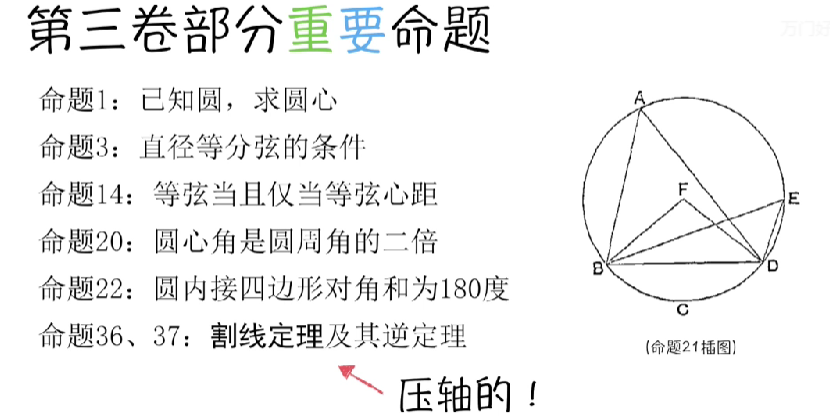 第三卷部分重要命题
万门好
命题1：已知圆，求圆心
命题3：直径等分弦的条件
命题14：等弦当且仅当等弦心距
命题20：圆心角是圆周角的二倍
命题22：圆内接四边形对角和为180度
命题36、37：割线定理及其逆定理
压轴的！
A
F
E
B
D
C
(命题21插图)